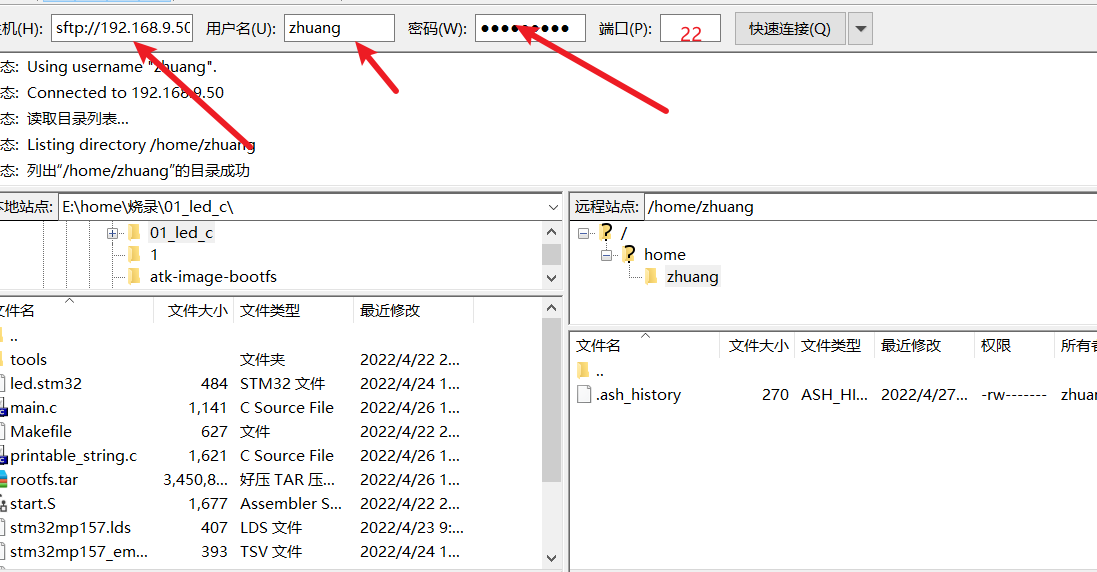 机(H): sftp://192.168.9.50 用户名(U): zhuang 密码(W): ●●●●●●●●● 端口(P): 22 快速连接(Q)
态: Using username "zhuang".
态: Connected to 192.168.9.50
态: 读取目录列表...
态: Listing directory /home/zhuang
态: 列出“/home/zhuang”的目录成功
本地站点: E:\home\烧录\01_led_c\
01_led_c
1
atk-image-bootfs
文件名 文件大小 文件类型 最近修改
..
tools 文件夹 2022/4/22 2...
led.stm32 484 STM32 文件 2022/4/24 1...
main.c 1,141 C Source File 2022/4/26 1...
Makefile 627 文件 2022/4/22 2...
printable_string.c 1,621 C Source File 2022/4/26 1...
rootfs.tar 3,450,8... 好压 TAR 压... 2022/4/26 1...
start.S 1,677 Assembler S... 2022/4/22 2...
stm32mp157.lds 407 LDS 文件 2022/4/23 9:...
stm32mp157_em... 393 TSV 文件 2022/4/24 1...
远程站点: /home/zhuang
/
home
zhuang
文件名 文件大小 文件类型 最近修改 权限 所有者
..
.ash_history 270 ASH_HI... 2022/4/27... -rw------- zhuan